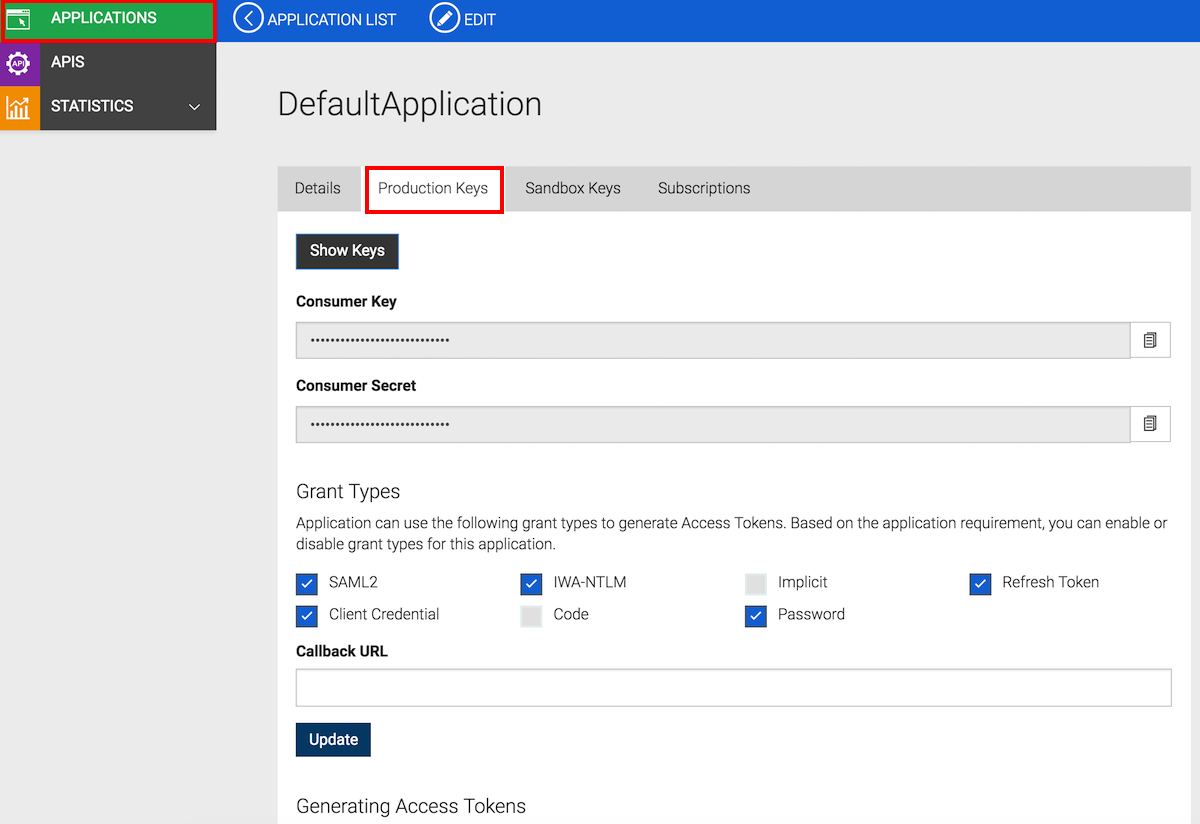 APPLICATIONS
APPLICATION LIST
EDIT
API
APIS
STATISTICS
DefaultApplication
Details
Production Keys
Sandbox Keys
Subscriptions
Show Keys
Consumer Key
••••••••••••••••••••••••••••
Consumer Secret
••••••••••••••••••••••••••••
Grant Types
Application can use the following grant types to generate Access Tokens. Based on the application requirement, you can enable or
disable grant types for this application.
SAML2
IWA-NTLM
Implicit
Refresh Token
Client Credential
Code
Password
Callback URL
Update
Generating Access Tokens